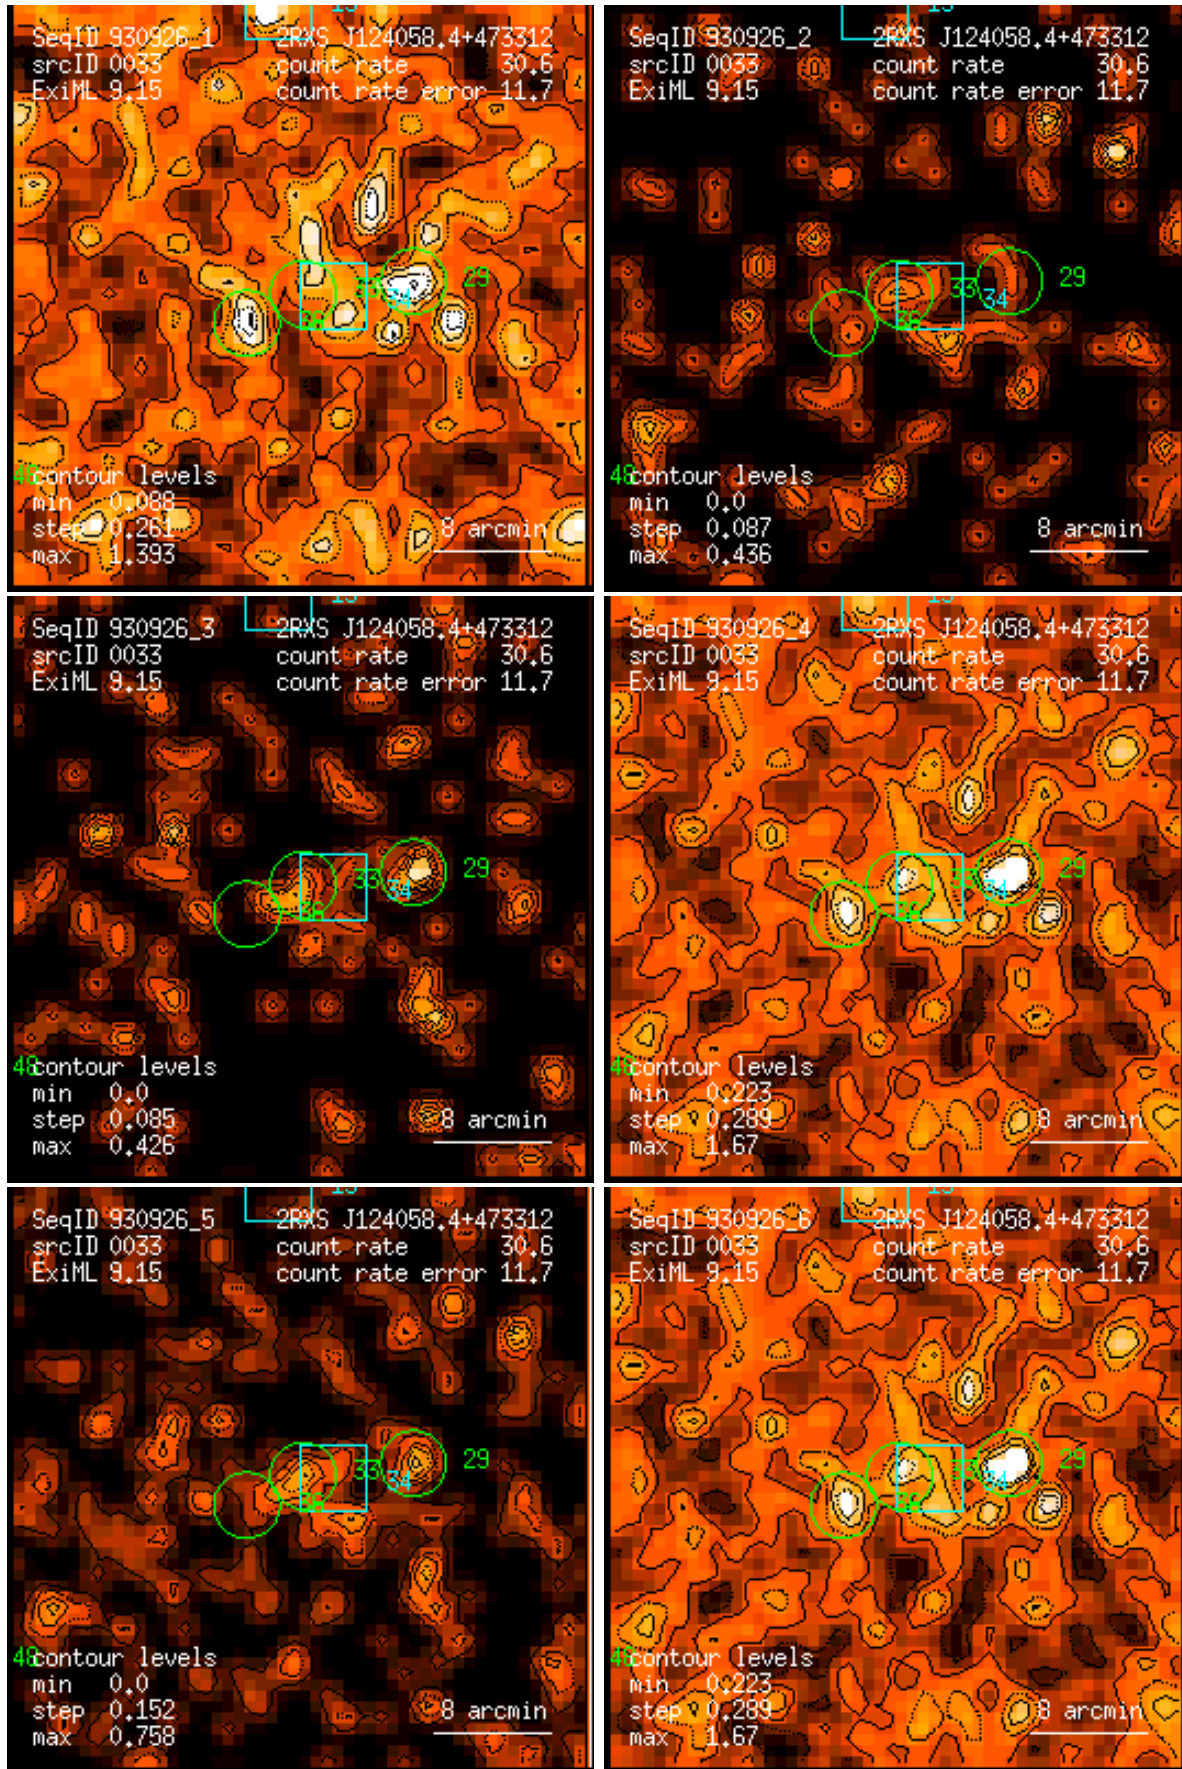 15
SeqID 930926_1 2RXS J124058.4+473312
srcID 0033 count rate 30.6
ExiML 9.15 count rate error 11.7
29
33
34
48
contour levels
min 0.088
step 0.261
max 1.393
8 arcmin
SeqID 930926_2 2RXS J124058.4+473312
srcID 0033 count rate 30.6
ExiML 9.15 count rate error 11.7
29
33
34
48
contour levels
min 0.0
step 0.087
max 0.436
8 arcmin
SeqID 930926_3 2RXS J124058.4+473312
srcID 0033 count rate 30.6
ExiML 9.15 count rate error 11.7
29
33
34
48
contour levels
min 0.0
step 0.085
max 0.426
8 arcmin
SeqID 930926_4 2RXS J124058.4+473312
srcID 0033 count rate 30.6
ExiML 9.15 count rate error 11.7
29
33
34
48
contour levels
min 0.223
step 0.289
max 1.67
8 arcmin
SeqID 930926_5 2RXS J124058.4+473312
srcID 0033 count rate 30.6
ExiML 9.15 count rate error 11.7
29
33
34
48
contour levels
min 0.0
step 0.152
max 0.758
8 arcmin
SeqID 930926_6 2RXS J124058.4+473312
srcID 0033 count rate 30.6
ExiML 9.15 count rate error 11.7
29
33
34
48
contour levels
min 0.223
step 0.289
max 1.67
8 arcmin